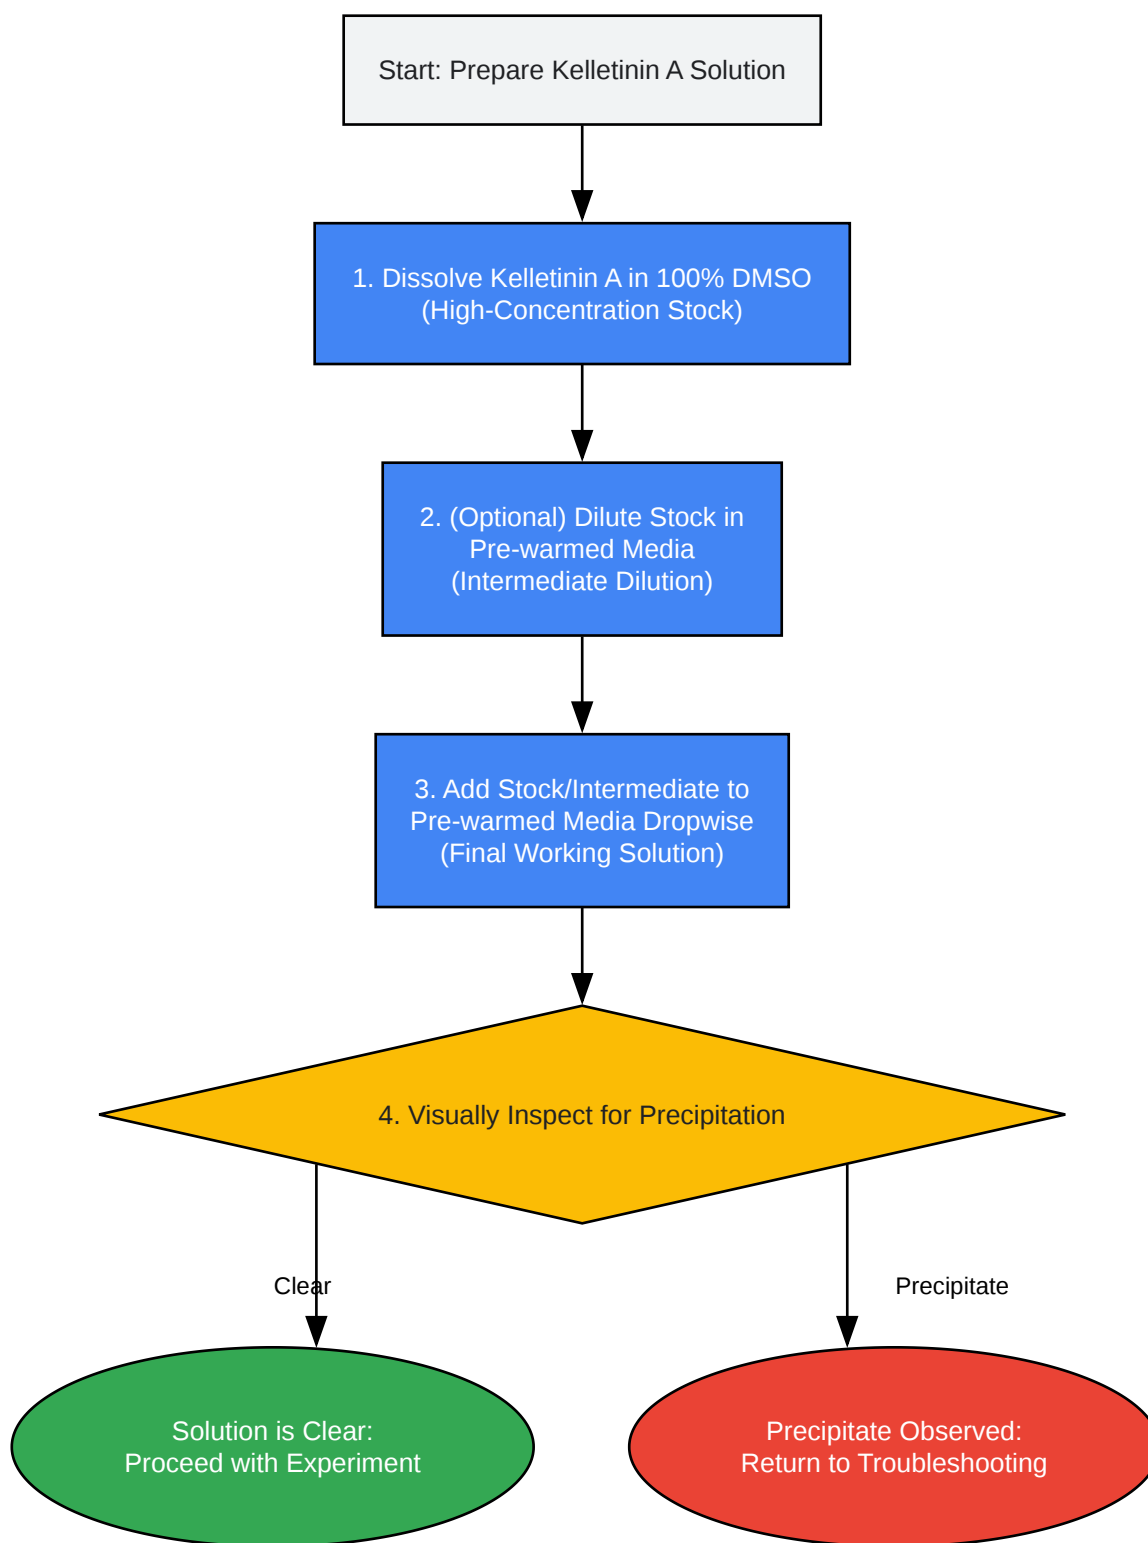 Start: Prepare Kelletinin A Solution
1. Dissolve Kelletinin A in 100% DMSO
(High-Concentration Stock)
2. (Optional) Dilute Stock in
Pre-warmed Media
(Intermediate Dilution)
3. Add Stock/Intermediate to
Pre-warmed Media Dropwise
(Final Working Solution)
4. Visually Inspect for Precipitation
Clear
Precipitate
Solution is Clear:
Proceed with Experiment
Precipitate Observed:
Return to Troubleshooting